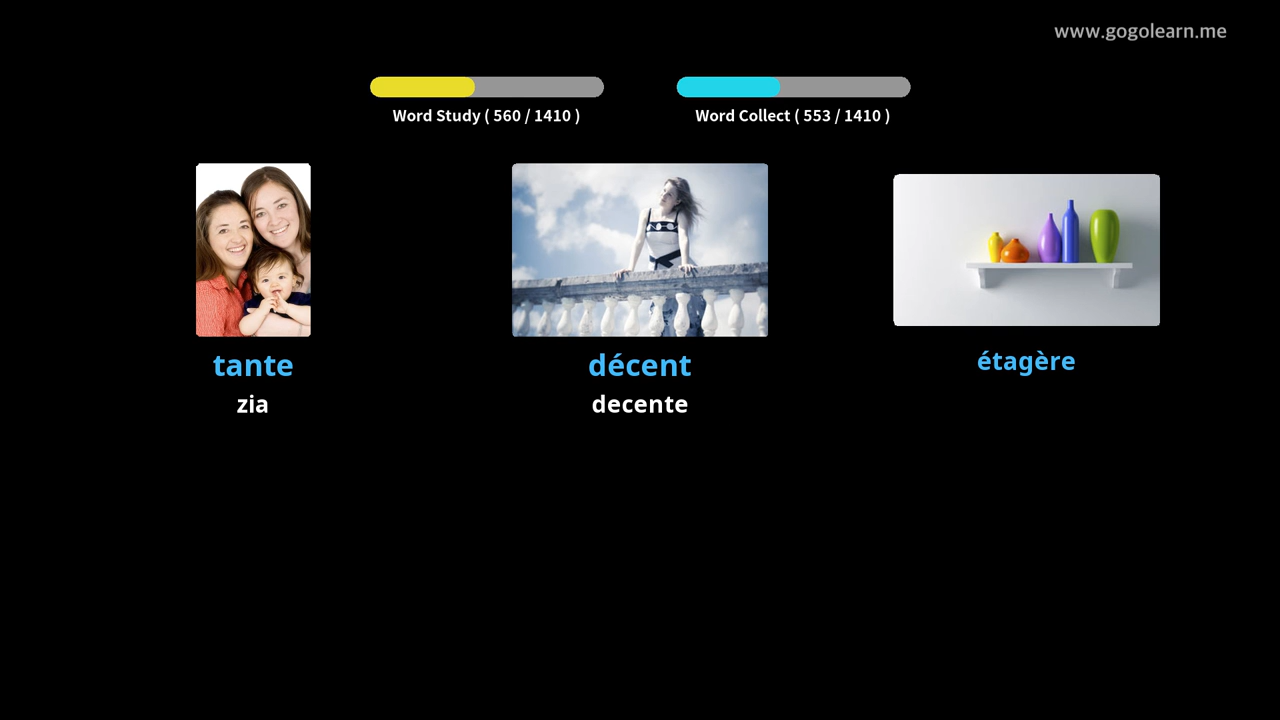 www.gogolearn.me
Word Study ( 560 / 1410 )
Word Collect ( 553 / 1410 )
tante
zia
décent
decente
étagère